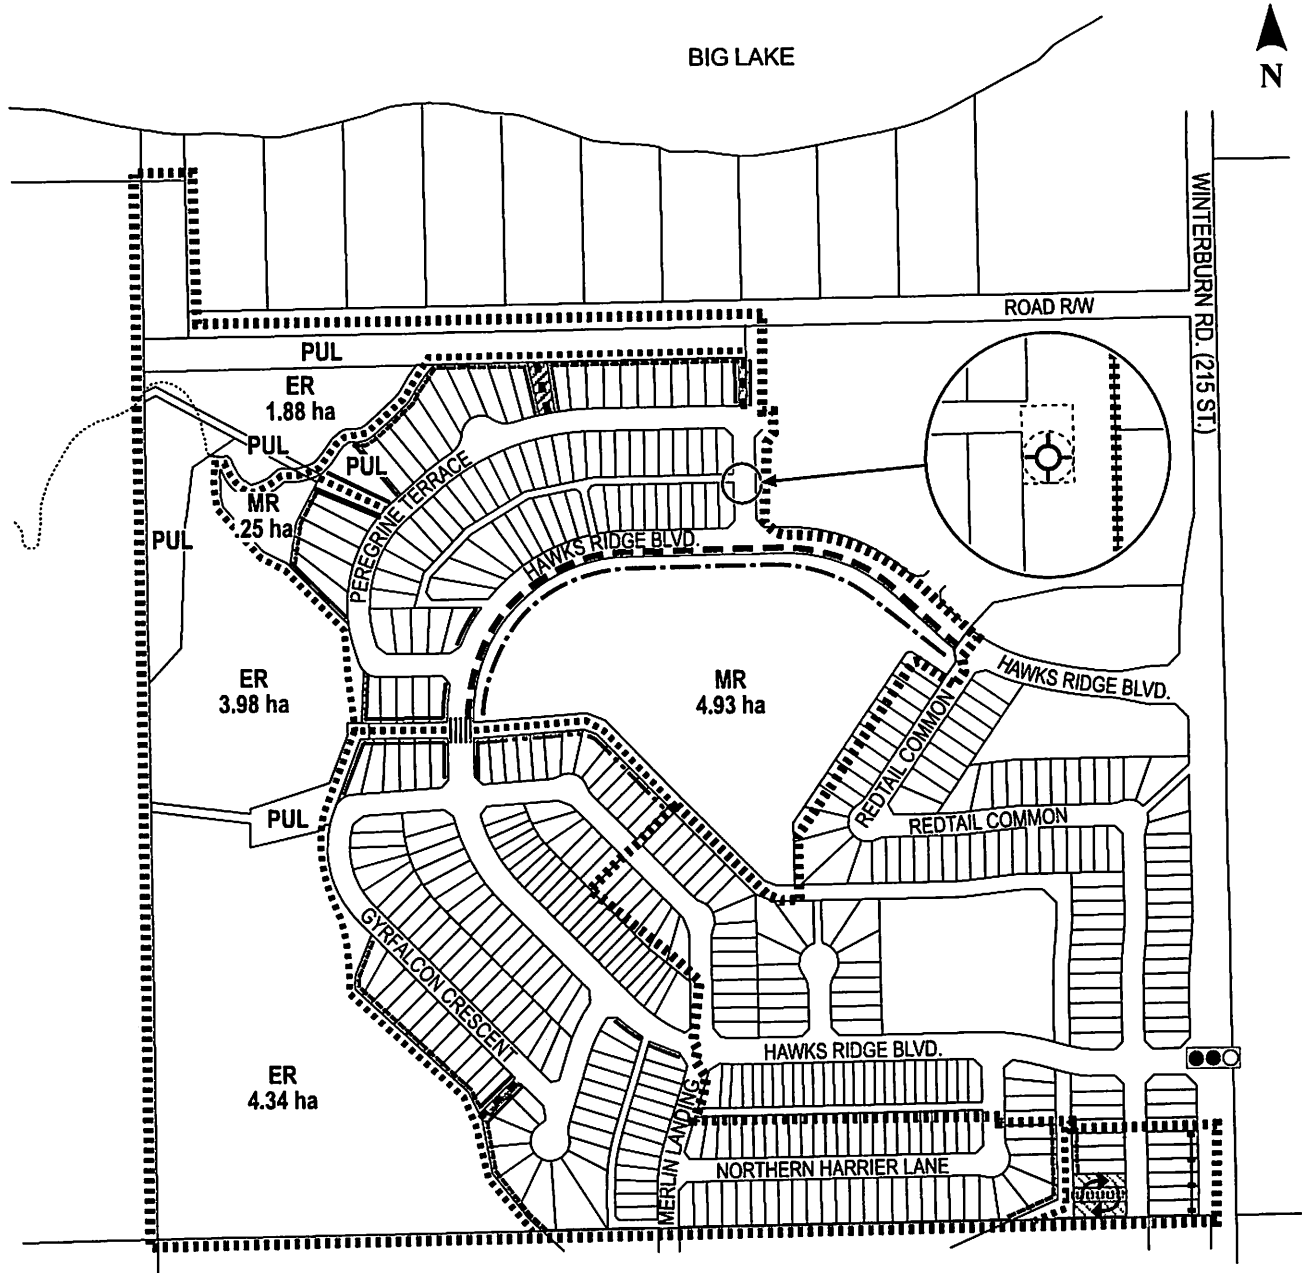 BIG LAKE
N
WINTERBURN RD. (215 ST.)
ROAD R/W
PUL
ER
1.88 ha
PUL
PUL
MR
.25 ha
PUL
PEREGRINE TERRACE
HAWKS RIDGE BLVD.
ER
3.98 ha
MR
4.93 ha
HAWKS RIDGE BLVD.
REDTAIL COMMON
REDTAIL COMMON
PUL
GYRFALCON CRESCENT
HAWKS RIDGE BLVD.
ER
4.34 ha
MERLIN LANDING
NORTHERN HARRIER LANE